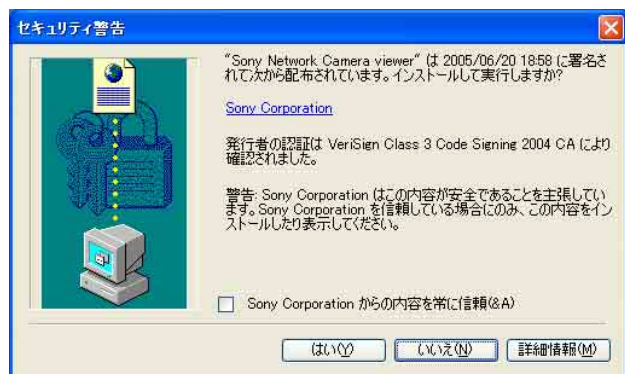 セキュリティ警告
"Sony Network Camera viewer" は 2005/06/20 18:58 に署名さ
れて次から配布されています。インストールして実行しますか?
Sony Corporation
発行者の認証は VeriSign Class 3 Code Signing 2004 CA により
確認されました。
警告: Sony Corporation はこの内容が安全であることを主張してい
ます。Sony Corporation を信頼している場合にのみ、この内容をイン
ストールしたり表示してください。
Sony Corporation からの内容を常に信頼(&A)
はい(Y) いいえ(N) 詳細情報(M)